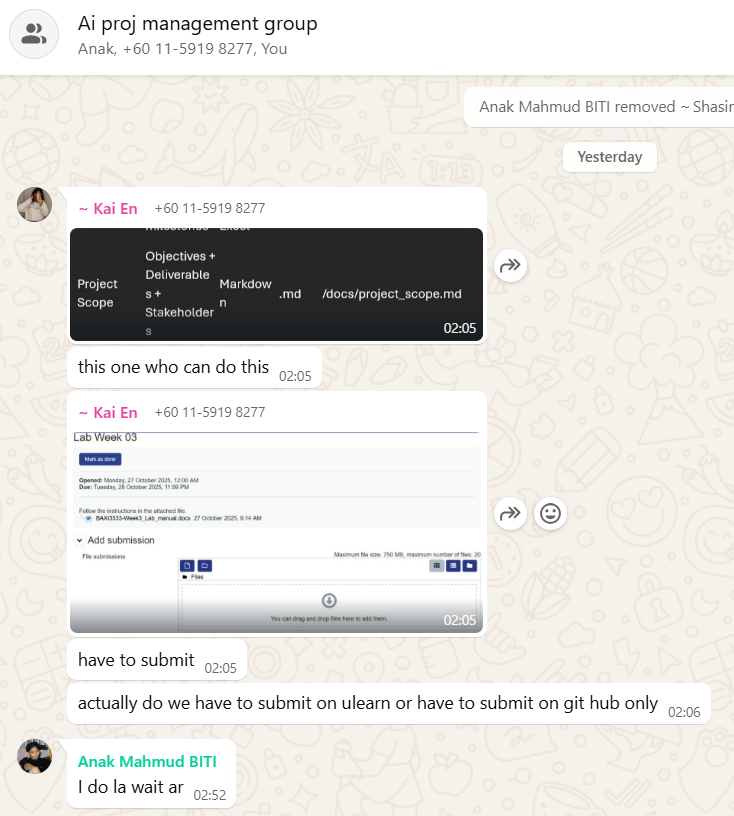 Ai proj management group
Anak, +60 11-5919 8277, You
Anak Mahmud BITI removed ~ Shasir
Yesterday
~ Kai En +60 11-5919 8277
Project Scope
Objectives + Deliverables + Stakeholders
Markdown
.md
/docs/project_scope.md
02:05
this one who can do this 02:05
~ Kai En +60 11-5919 8277
Lab Week 03
Mark as done
Opened: Monday, 27 October 2025, 12:00 AM
Due: Tuesday, 28 October 2025, 11:59 PM
Follow the instructions in the attached file.
BAXI3533-Week3_Lab_manual.docx 27 October 2025, 9:14 AM
Add submission
File submissions
Maximum file size: 750 MB, maximum number of files: 20
Files
You can drag and drop files here to add them.
02:05
have to submit 02:05
actually do we have to submit on ulearn or have to submit on git hub only 02:06
Anak Mahmud BITI
I do la wait ar 02:52